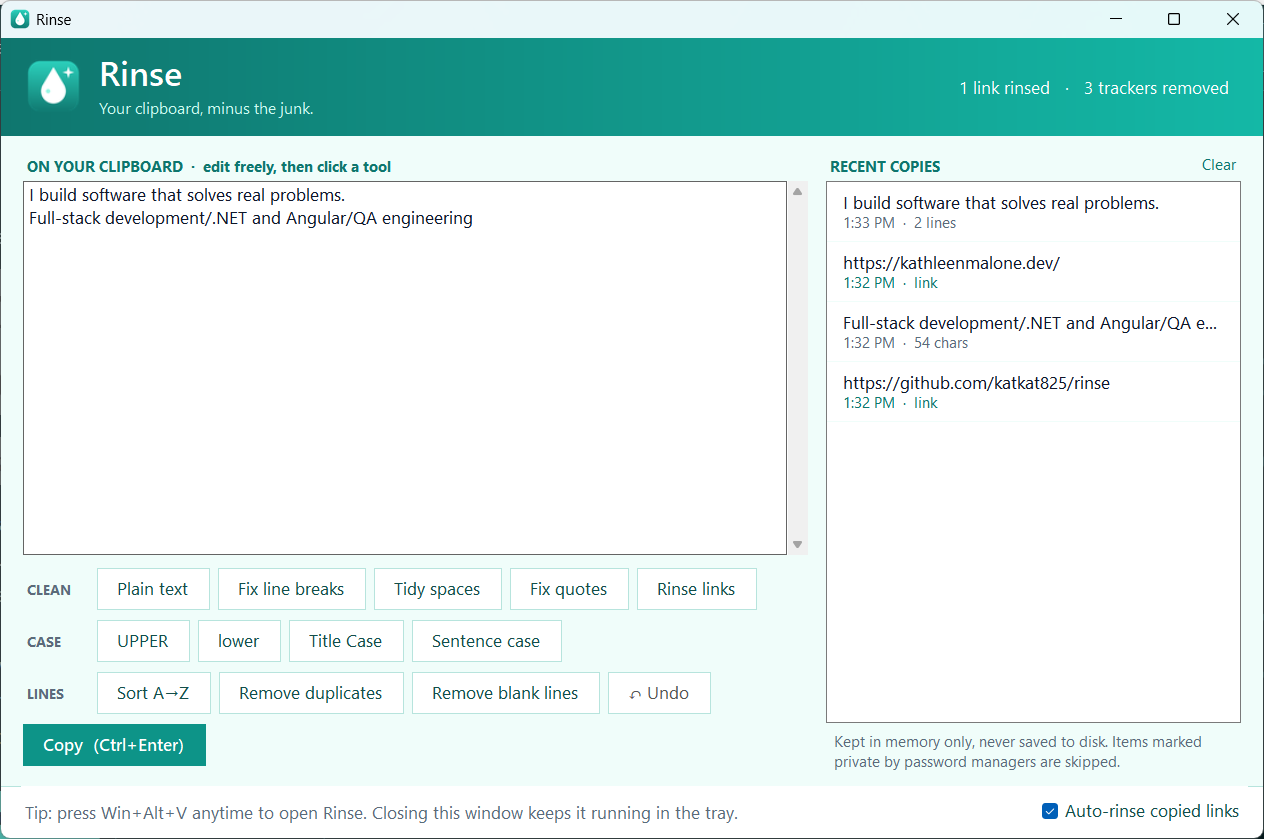 Rinse
Rinse
Your clipboard, minus the junk.
1 link rinsed · 3 trackers removed
ON YOUR CLIPBOARD · edit freely, then click a tool
I build software that solves real problems.
Full-stack development/.NET and Angular/QA engineering
CLEAN Plain text Fix line breaks Tidy spaces Fix quotes Rinse links
CASE UPPER lower Title Case Sentence case
LINES Sort A→Z Remove duplicates Remove blank lines ↶ Undo
Copy (Ctrl+Enter)
RECENT COPIES Clear
I build software that solves real problems.
1:33 PM · 2 lines
https://kathleenmalone.dev/
1:32 PM · link
Full-stack development/.NET and Angular/QA e...
1:32 PM · 54 chars
https://github.com/katkat825/rinse
1:32 PM · link
Kept in memory only, never saved to disk. Items marked
private by password managers are skipped.
Tip: press Win+Alt+V anytime to open Rinse. Closing this window keeps it running in the tray.
Auto-rinse copied links